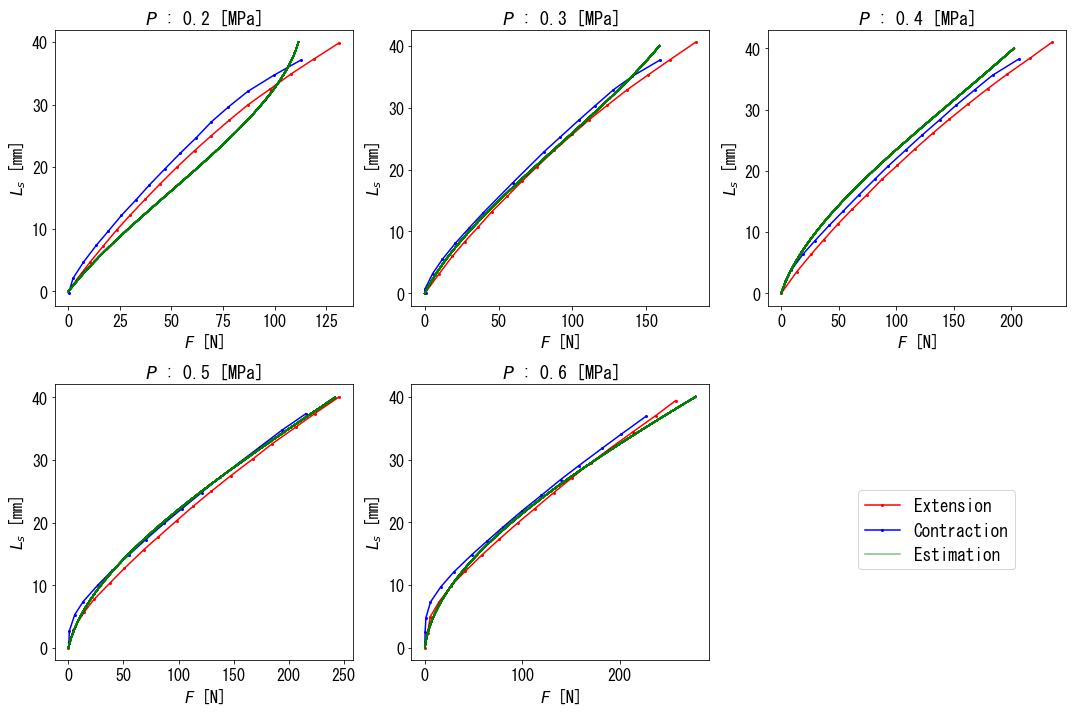 P : 0.2 [MPa]
40
30
20
10
0
L_s [mm]
0 25 50 75 100 125
F [N]
P : 0.3 [MPa]
40
30
20
10
0
L_s [mm]
0 50 100 150
F [N]
P : 0.4 [MPa]
40
30
20
10
0
L_s [mm]
0 50 100 150 200
F [N]
P : 0.5 [MPa]
40
30
20
10
0
L_s [mm]
0 50 100 150 200 250
F [N]
P : 0.6 [MPa]
40
30
20
10
0
L_s [mm]
0 100 200
F [N]
Extension
Contraction
Estimation